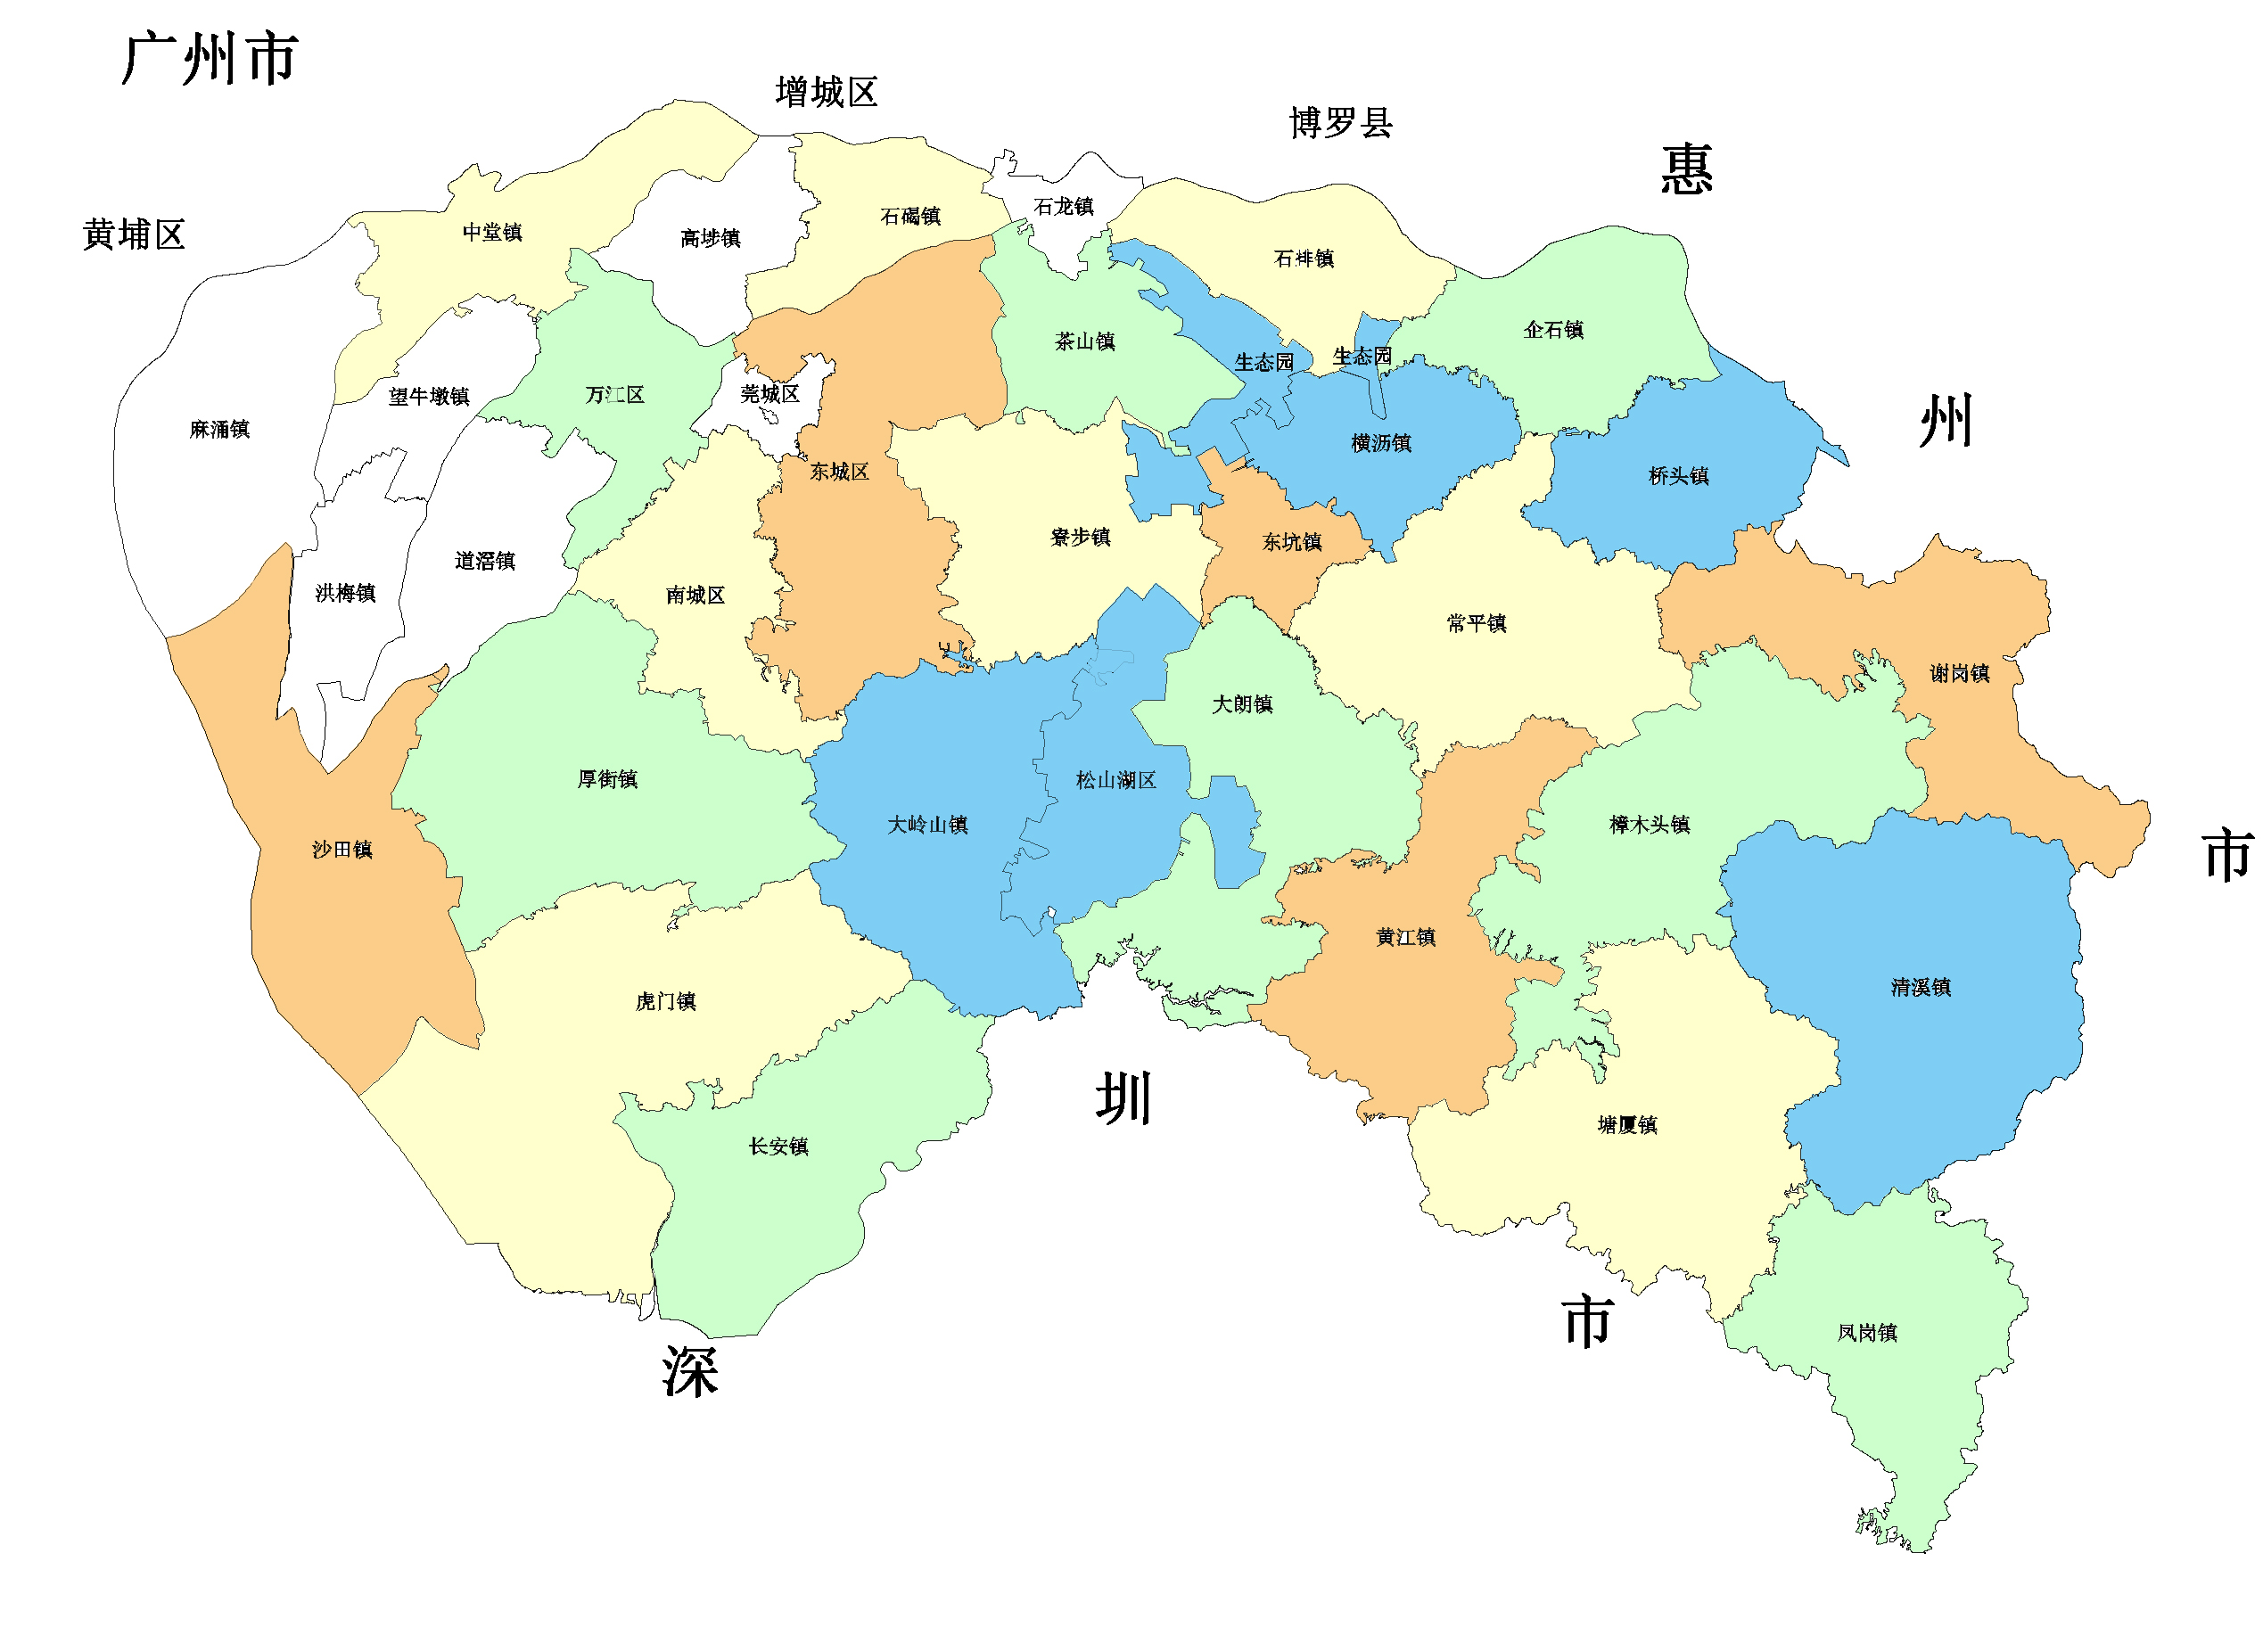 广州市
增城区
博罗县
惠
黄埔区
中堂镇
高埗镇
石碣镇
石龙镇
石排镇
企石镇
茶山镇
生态园
生态园
州
望牛墩镇
万江区
莞城区
麻涌镇
东城区
横沥镇
桥头镇
道滘镇
洪梅镇
南城区
寮步镇
东坑镇
常平镇
谢岗镇
大朗镇
厚街镇
松山湖区
大岭山镇
樟木头镇
沙田镇
市
黄江镇
虎门镇
清溪镇
圳
长安镇
塘厦镇
市
凤岗镇
深